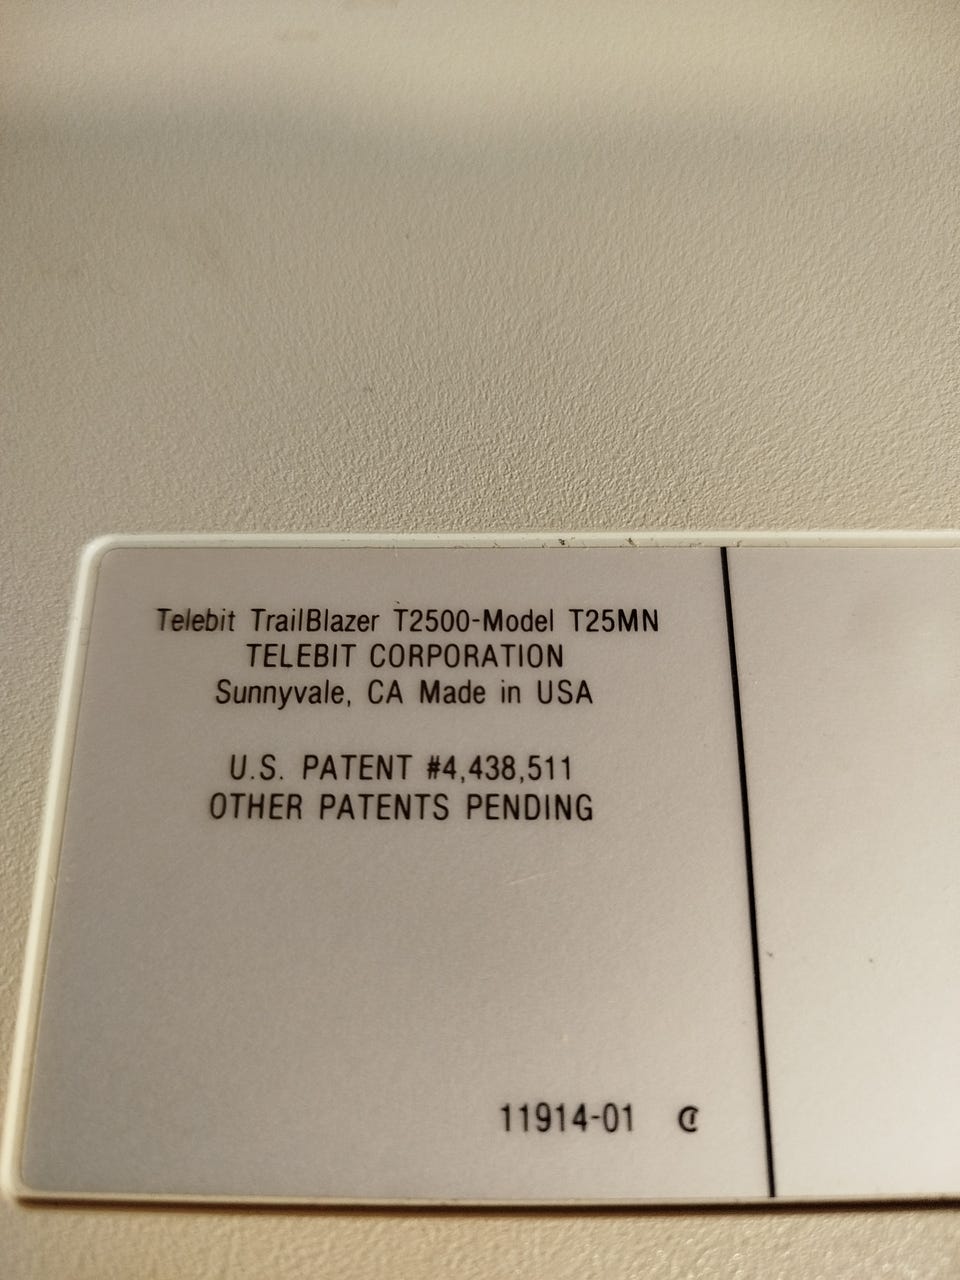 Telebit TrailBlazer T2500-Model T25MN
TELEBIT CORPORATION
Sunnyvale, CA Made in USA
U.S. PATENT #4,438,511
OTHER PATENTS PENDING
11914-01